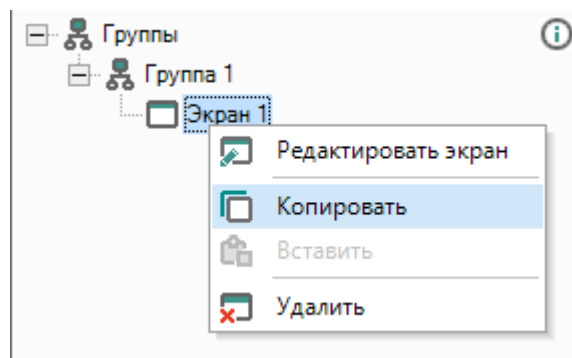 Группы
Группа 1
Экран 1
Редактировать экран
Копировать
Вставить
Удалить